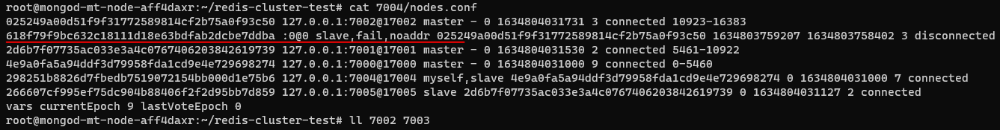 root@mongod-mt-node-aff4daxr:~/redis-cluster-test# cat 7004/nodes.conf
025249a00d51f9f31772589814cf2b75a0f93c50 127.0.0.1:7002@17002 master - 0 1634804031731 3 connected 10923-16383
618f79f9bc632c18111d18e63bdfab2dcbe7ddba :0@0 slave,fail,noaddr 025249a00d51f9f31772589814cf2b75a0f93c50 1634803759207 1634803758402 3 disconnected
2d6b7f07735ac033e3a4c0767406203842619739 127.0.0.1:7001@17001 master - 0 1634804031530 2 connected 5461-10922
4e9a0fa5a94ddf3d79958fda1cd9e4e729698274 127.0.0.1:7000@17000 master - 0 1634804031000 9 connected 0-5460
298251b8826d7fbedb7519072154bb000d1e75b6 127.0.0.1:7004@17004 myself,slave 4e9a0fa5a94ddf3d79958fda1cd9e4e729698274 0 1634804031000 7 connected
266607cf995ef75dc904b88406f2f2d95bb7d859 127.0.0.1:7005@17005 slave 2d6b7f07735ac033e3a4c0767406203842619739 0 1634804031127 2 connected
vars currentEpoch 9 lastVoteEpoch 0
root@mongod-mt-node-aff4daxr:~/redis-cluster-test# ll 7002 7003